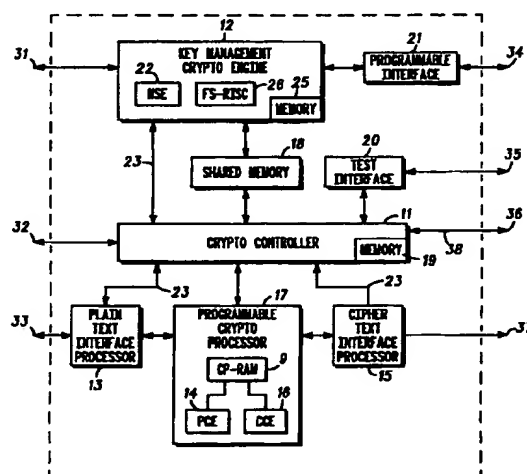 12
31
KEY MANAGEMENT
CRYPTO ENGINE
22
NSE
26
FS-RISC
25
MEMORY
21
PROGRAMMABLE
INTERFACE
34
23
18
SHARED MEMORY
20
TEST
INTERFACE
35
11
36
32
CRYPTO CONTROLLER
MEMORY
19
38
23
17
23
33
PLAIN
TEXT
INTERFACE
PROCESSOR
13
PROGRAMMABLE
CRYPTO
PROCESSOR
9
CP-RAM
14
PCE
16
CCE
CIPHER
TEXT
INTERFACE
PROCESSOR
15